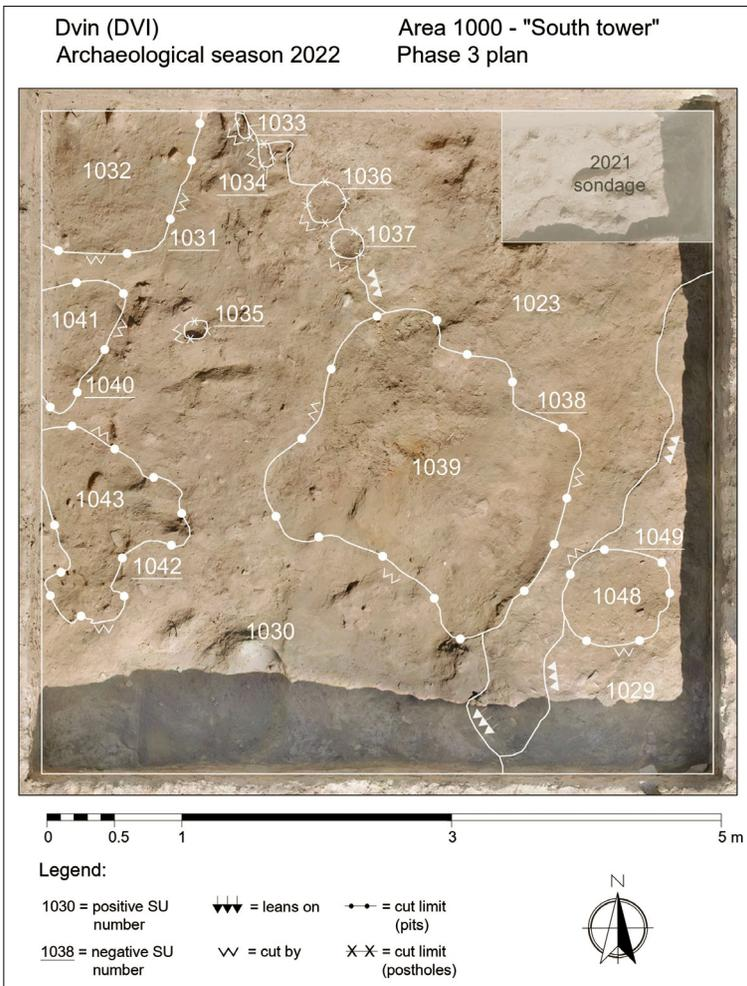 Dvin (DVI)
Archaeological season 2022
Area 1000 - "South tower"
Phase 3 plan
1033
1032
1034
1036
2021
sondage
1031
1037
1041
1035
1023
1040
1038
1039
1043
1042
1049
1048
1030
1029
0 0.5 1 3 5 m
Legend:
1030 = positive SU
number
= leans on
= cut limit
(pits)
1038 = negative SU
number
= cut by
= cut limit
(postholes)
N